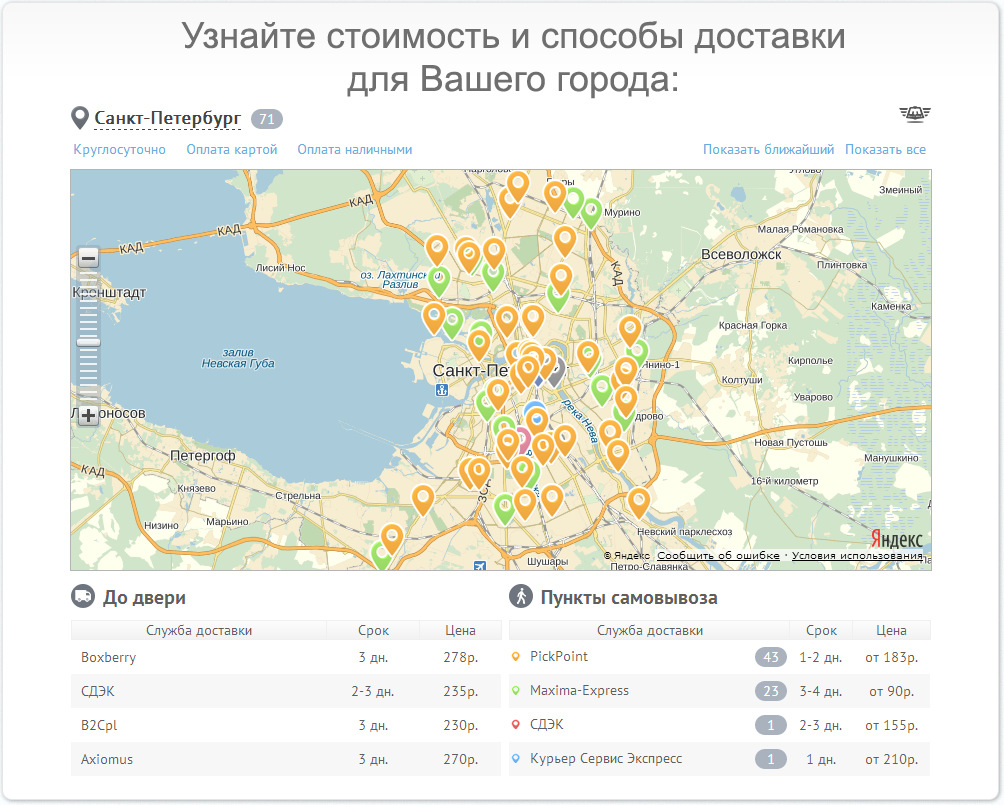 Узнайте стоимость и способы доставки
для Вашего города:
Санкт-Петербург 71
Круглосуточно Оплата картой Оплата наличными Показать ближайший Показать все
Углово
Змеиный
КАД
Мурино
КАД
Малая Романовка
КАД
Всеволожск
Лисий Нос
КАД
Плинтовка
оз. Лахтинский
Разлив
Кронштадт
Каменка
Красная Горка
залив
Невская Губа
Кирполье
Санкт-Пе
Колтуши
Уварово
река Нева
Новая Пустошь
Петергоф
Манушкино
КАД
16-й километр
Князево
Стрельна
ЗСД
Марьино
Низино
Невский парклесхоз
Яндекс
© Яндекс Сообщить об ошибке · Условия использования
Шушары
Петро-Славянка
До двери
Служба доставки Срок Цена
Boxberry 3 дн. 278р.
СДЭК 2-3 дн. 235р.
B2Cpl 3 дн. 230р.
Axiomus 3 дн. 270р.
Пункты самовывоза
Служба доставки Срок Цена
PickPoint 43 1-2 дн. от 183р.
Maxima-Express 23 3-4 дн. от 90р.
СДЭК 1 2-3 дн. от 155р.
Курьер Сервис Экспресс 1 1 дн. от 210р.